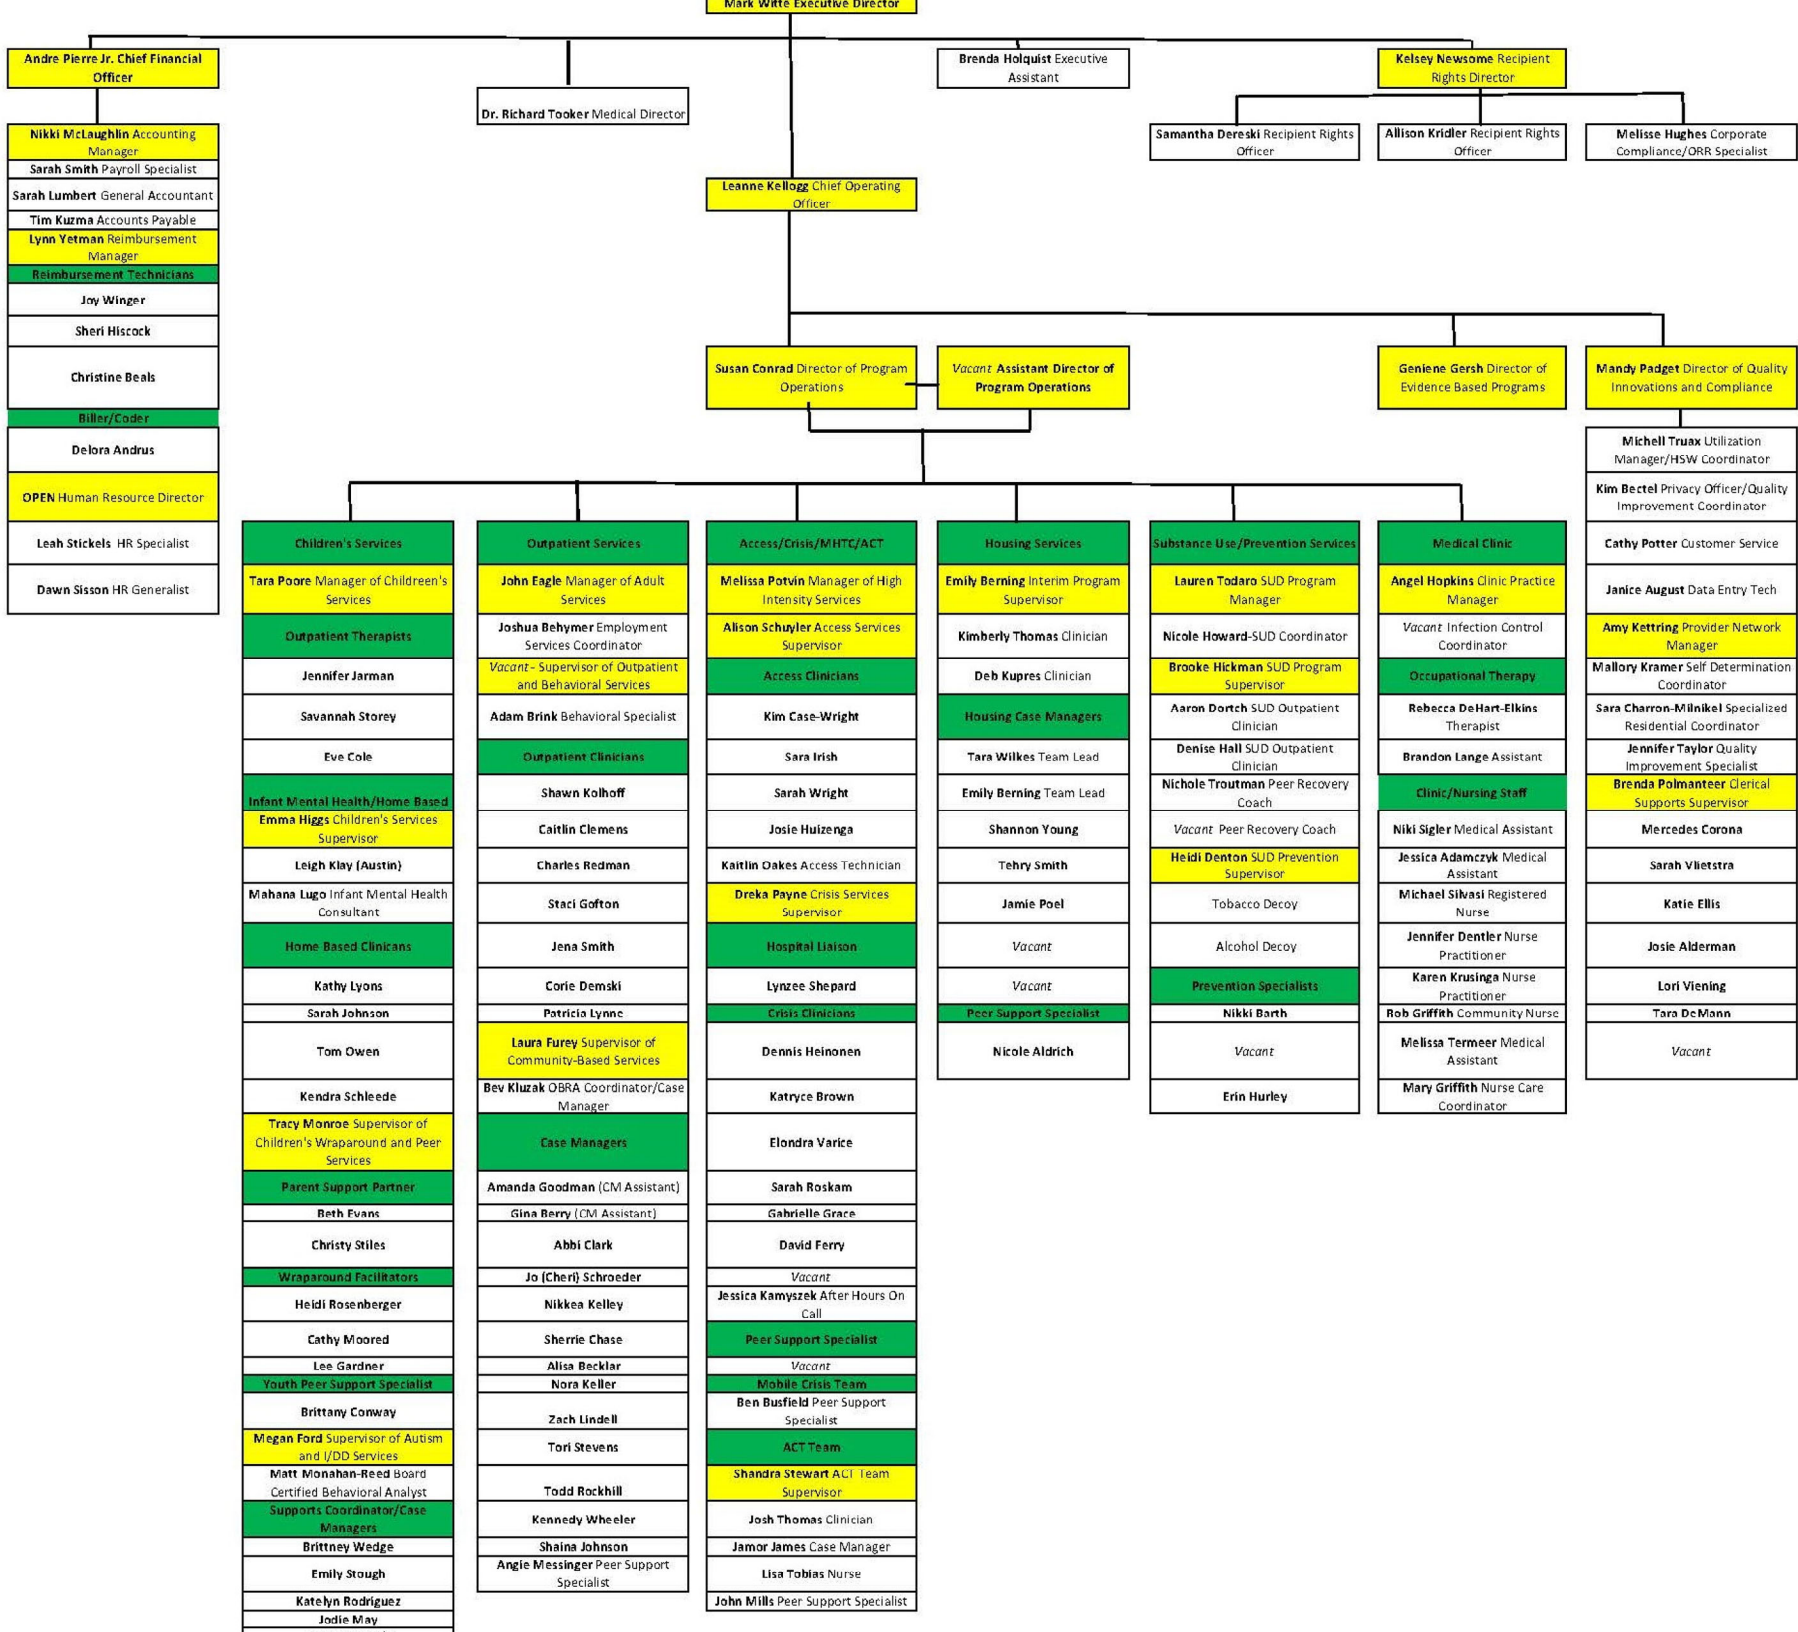 Mark Witte Executive Director
Andre Pierre Jr. Chief Financial
Officer
Brenda Holquist Executive
Assistant
Kelsey Newsome Recipient
Rights Director
Dr. Richard Tooker Medical Director
Samantha Dereski Recipient Rights
Officer
Allison Kridler Recipient Rights
Officer
Melisse Hughes Corporate
Compliance/ORR Specialist
Leanne Kellogg Chief Operating
Officer
Nikki McLaughlin Accounting
Manager
Sarah Smith Payroll Specialist
Sarah Lumbert General Accountant
Tim Kuzma Accounts Payable
Lynn Yetman Reimbursement
Manager
Reimbursement Technicians
Joy Winger
Sheri Hiscock
Christine Beals
Biller/Coder
Delora Andrus
OPEN Human Resource Director
Leah Stickels HR Specialist
Dawn Sisson HR Generalist
Susan Conrad Director of Program
Operations
Vacant Assistant Director of
Program Operations
Geniene Gersh Director of
Evidence Based Programs
Mandy Padget Director of Quality
Innovations and Compliance
Children's Services
Tara Poore Manager of Childreen's
Services
Outpatient Therapists
Jennifer Jarman
Savannah Storey
Eve Cole
Infant Mental Health/Home Based
Emma Higgs Children's Services
Supervisor
Leigh Klay (Austin)
Mahana Lugo Infant Mental Health
Consultant
Home Based Clinicans
Kathy Lyons
Sarah Johnson
Tom Owen
Kendra Schleede
Tracy Monroe Supervisor of
Children's Wraparound and Peer
Services
Parent Support Partner
Beth Evans
Christy Stiles
Wraparound Facilitators
Heidi Rosenberger
Cathy Moored
Lee Gardner
Youth Peer Support Specialist
Brittany Conway
Megan Ford Supervisor of Autism
and I/DD Services
Matt Monahan-Reed Board
Certified Behavioral Analyst
Supports Coordinator/Case
Managers
Brittney Wedge
Emily Stough
Katelyn Rodriguez
Jodie May
Outpatient Services
John Eagle Manager of Adult
Services
Joshua Behymer Employment
Services Coordinator
Vacant - Supervisor of Outpatient
and Behavioral Services
Adam Brink Behavioral Specialist
Outpatient Clinicians
Shawn Kolhoff
Caitlin Clemens
Charles Redman
Staci Gofton
Jena Smith
Corie Demski
Patricia Lynne
Laura Furey Supervisor of
Community-Based Services
Bev Kluzak OBRA Coordinator/Case
Manager
Case Managers
Amanda Goodman (CM Assistant)
Gina Berry (CM Assistant)
Abbi Clark
Jo (Cheri) Schroeder
Nikkea Kelley
Sherrie Chase
Alisa Becklar
Nora Keller
Zach Lindell
Tori Stevens
Todd Rockhill
Kennedy Wheeler
Shaina Johnson
Angie Messinger Peer Support
Specialist
Access/Crisis/MHTC/ACT
Melissa Potvin Manager of High
Intensity Services
Alison Schuyler Access Services
Supervisor
Access Clinicians
Kim Case-Wright
Sara Irish
Sarah Wright
Josie Huizenga
Kaitlin Oakes Access Technician
Dreka Payne Crisis Services
Supervisor
Hospital Liaison
Lynzee Shepard
Crisis Clinicians
Dennis Heinonen
Katryce Brown
Elondra Varice
Sarah Roskam
Gabrielle Grace
David Ferry
Vacant
Jessica Kamyszek After Hours On
Call
Peer Support Specialist
Vacant
Mobile Crisis Team
Ben Busfield Peer Support
Specialist
ACT Team
Shandra Stewart ACT Team
Supervisor
Josh Thomas Clinician
Jamor James Case Manager
Lisa Tobias Nurse
John Mills Peer Support Specialist
Housing Services
Emily Berning Interim Program
Supervisor
Kimberly Thomas Clinician
Deb Kupres Clinician
Housing Case Managers
Tara Wilkes Team Lead
Emily Berning Team Lead
Shannon Young
Tehry Smith
Jamie Poel
Vacant
Vacant
Peer Support Specialist
Nicole Aldrich
Substance Use/Prevention Services
Lauren Todaro SUD Program
Manager
Nicole Howard-SUD Coordinator
Brooke Hickman SUD Program
Supervisor
Aaron Dortch SUD Outpatient
Clinician
Denise Hall SUD Outpatient
Clinician
Nichole Troutman Peer Recovery
Coach
Vacant Peer Recovery Coach
Heidi Denton SUD Prevention
Supervisor
Tobacco Decoy
Alcohol Decoy
Prevention Specialists
Nikki Barth
Vacant
Erin Hurley
Medical Clinic
Angel Hopkins Clinic Practice
Manager
Vacant Infection Control
Coordinator
Occupational Therapy
Rebecca DeHart-Elkins
Therapist
Brandon Lange Assistant
Clinic/Nursing Staff
Niki Sigler Medical Assistant
Jessica Adamczyk Medical
Assistant
Michael Silvasi Registered
Nurse
Jennifer Dentler Nurse
Practitioner
Karen Krusinga Nurse
Practitioner
Rob Griffith Community Nurse
Melissa Termeer Medical
Assistant
Mary Griffith Nurse Care
Coordinator
Michell Truax Utilization
Manager/HSW Coordinator
Kim Bectel Privacy Officer/Quality
Improvement Coordinator
Cathy Potter Customer Service
Janice August Data Entry Tech
Amy Kettring Provider Network
Manager
Mallory Kramer Self Determination
Coordinator
Sara Charron-Milnikel Specialized
Residential Coordinator
Jennifer Taylor Quality
Improvement Specialist
Brenda Polmanteer Clerical
Supports Supervisor
Mercedes Corona
Sarah Vlietstra
Katie Ellis
Josie Alderman
Lori Viening
Tara DeMann
Vacant